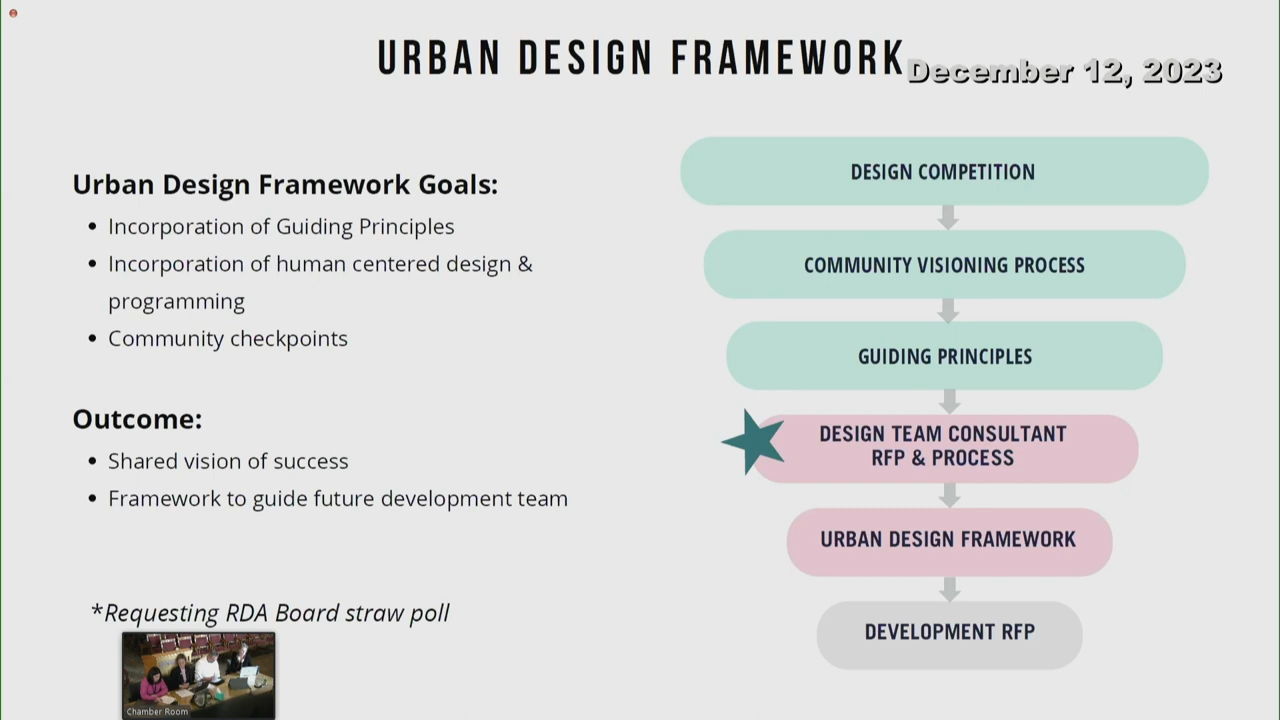 URBAN DESIGN FRAMEWORK
December 12, 2023
Urban Design Framework Goals:
• Incorporation of Guiding Principles
• Incorporation of human centered design &
programming
• Community checkpoints
Outcome:
• Shared vision of success
• Framework to guide future development team
*Requesting RDA Board straw poll
Chamber Room
DESIGN COMPETITION
COMMUNITY VISIONING PROCESS
GUIDING PRINCIPLES
DESIGN TEAM CONSULTANT
RFP & PROCESS
URBAN DESIGN FRAMEWORK
DEVELOPMENT RFP